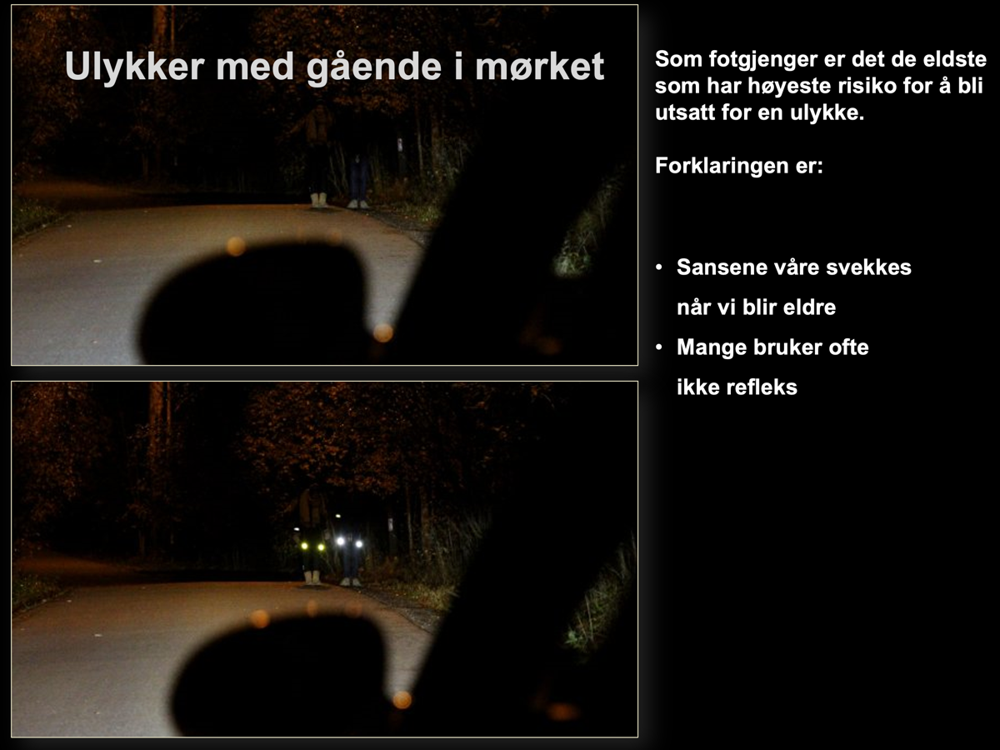 Ulykker med gående i mørket
Som fotgjenger er det de eldste
som har høyeste risiko for å bli
utsatt for en ulykke.
Forklaringen er:
• Sansene våre svekkes
når vi blir eldre
• Mange bruker ofte
ikke refleks